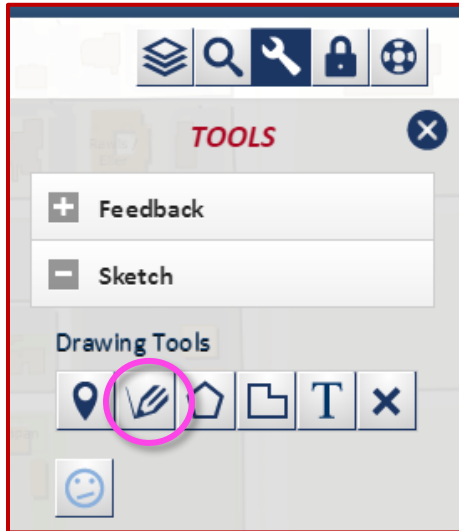 TOOLS
Feedback
Sketch
Drawing Tools
T